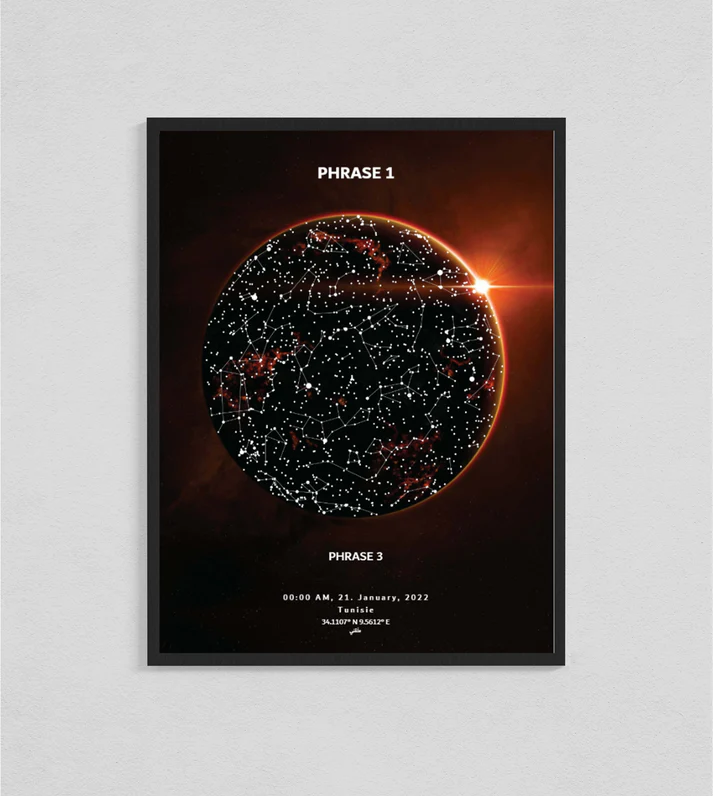 PHRASE 1
PHRASE 3
00:00 AM, 21. January, 2022
Tunisie
34.1107° N 9.5612° E